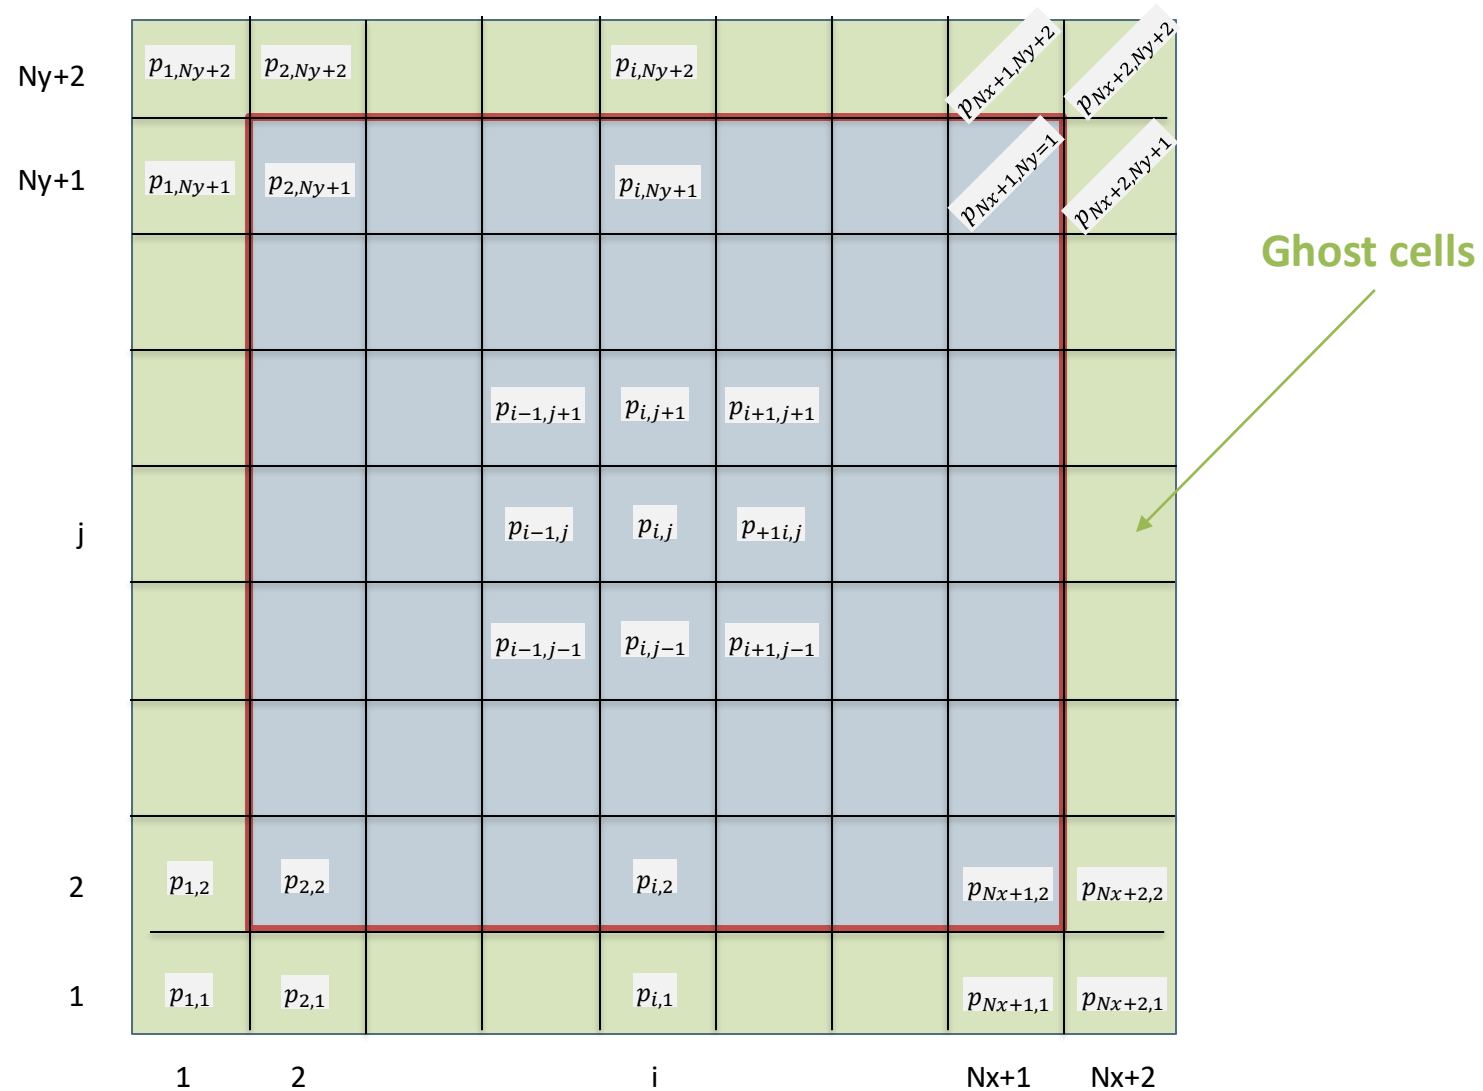 Ny+2 p1,Ny+2 p2,Ny+2 pi,Ny+2 pNx+1,Ny+2 pNx+2,Ny+2
Ny+1 p1,Ny+1 p2,Ny+1 pi,Ny+1 pNx+1,Ny=1 pNx+2,Ny+1
Ghost cells
pi−1,j+1 pi,j+1 pi+1,j+1
j pi−1,j pi,j p+1i,j
pi−1,j−1 pi,j−1 pi+1,j−1
2 p1,2 p2,2 pi,2 pNx+1,2 pNx+2,2
1 p1,1 p2,1 pi,1 pNx+1,1 pNx+2,1
1 2 i Nx+1 Nx+2